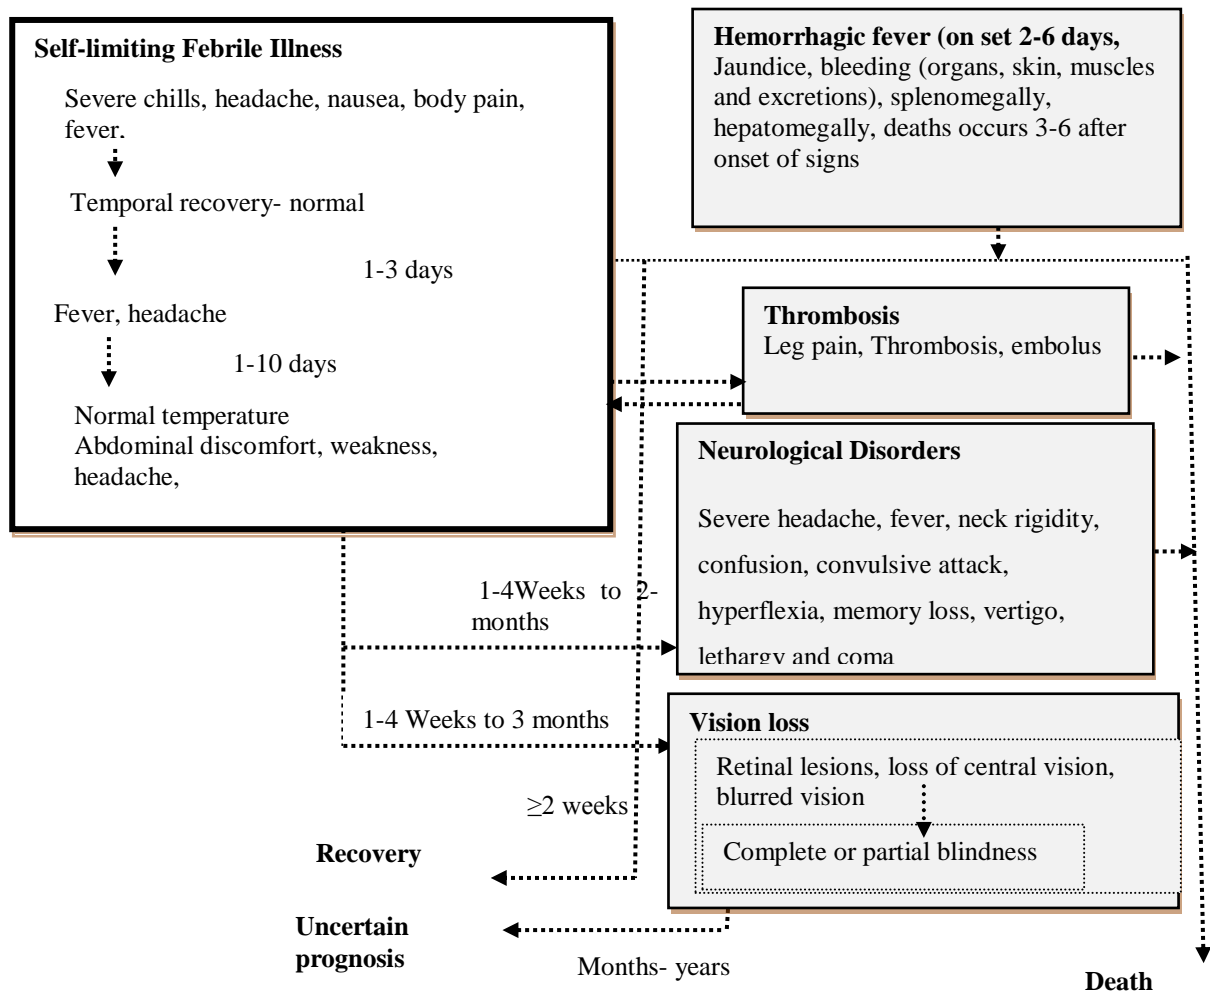 Self-limiting Febrile Illness
Severe chills, headache, nausea, body pain,
fever.
Temporal recovery- normal
1-3 days
Fever, headache
1-10 days
Normal temperature
Abdominal discomfort, weakness,
headache,
Hemorrhagic fever (on set 2-6 days,
Jaundice, bleeding (organs, skin, muscles
and excretions), splenomegally,
hepatomegally, deaths occurs 3-6 after
onset of signs
Thrombosis
Leg pain, Thrombosis, embolus
Neurological Disorders
Severe headache, fever, neck rigidity,
confusion, convulsive attack,
hyperflexia, memory loss, vertigo,
lethargy and coma
1-4Weeks to 2-
months
1-4 Weeks to 3 months
Vision loss
Retinal lesions, loss of central vision,
blurred vision
Complete or partial blindness
≥2 weeks
Recovery
Uncertain
prognosis
Months- years
Death